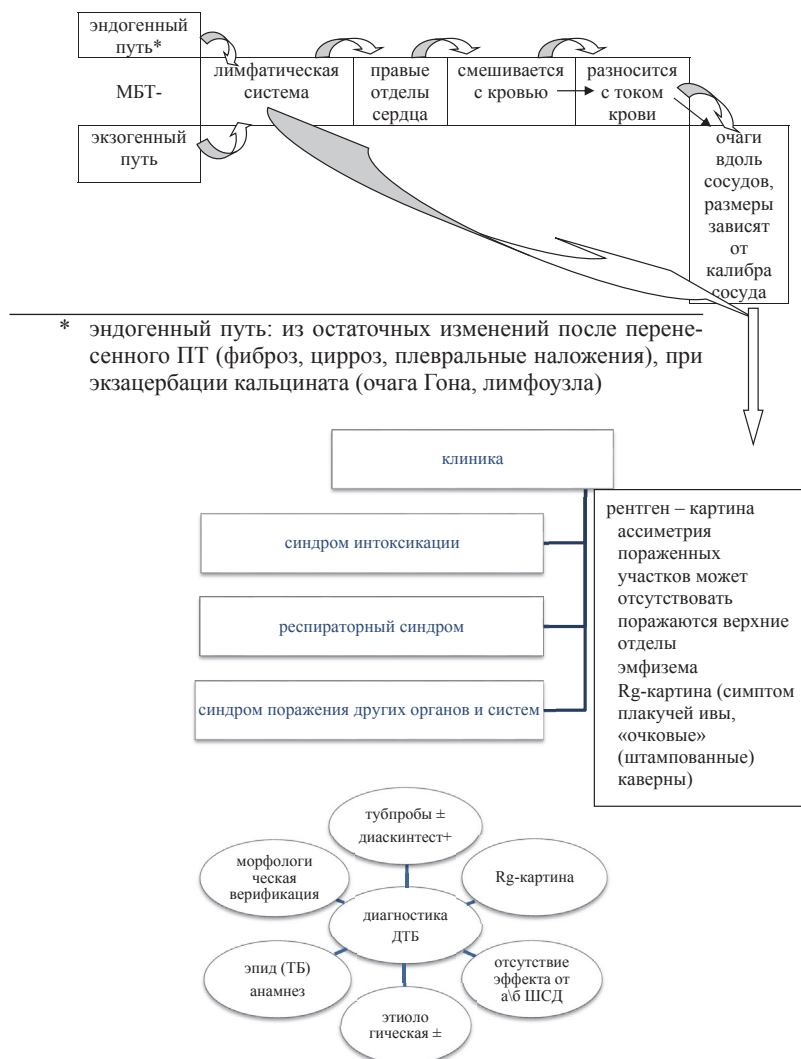 эндогенный
путь*
МБТ-
экзогенный
путь
лимфатическая
система
правые
отделы
сердца
смешивается
с кровью
разносится
с током
крови
очаги
вдоль
сосудов,
размеры
зависят
от
калибра
сосуда
* эндогенный путь: из остаточных изменений после перене-
сенного ПТ (фиброз, цирроз, плевральные наложения), при
экзацербации кальцината (очага Гона, лимфоузла)
клиника
синдром интоксикации
респираторный синдром
синдром поражения других органов и систем
рентген – картина
ассиметрия
пораженных
участков может
отсутствовать
поражаются верхние
отделы
эмфизема
Rg-картина (симптом
плакучей ивы,
«очковые»
(штампованные)
каверны)
тубпробы ±
диаскинтест+
морфологи
ческая
верификация
Rg-картина
диагностика
ДТБ
эпид (ТБ)
анамнез
отсутствие
эффекта от
а\б ШСД
этиоло
гическая ±